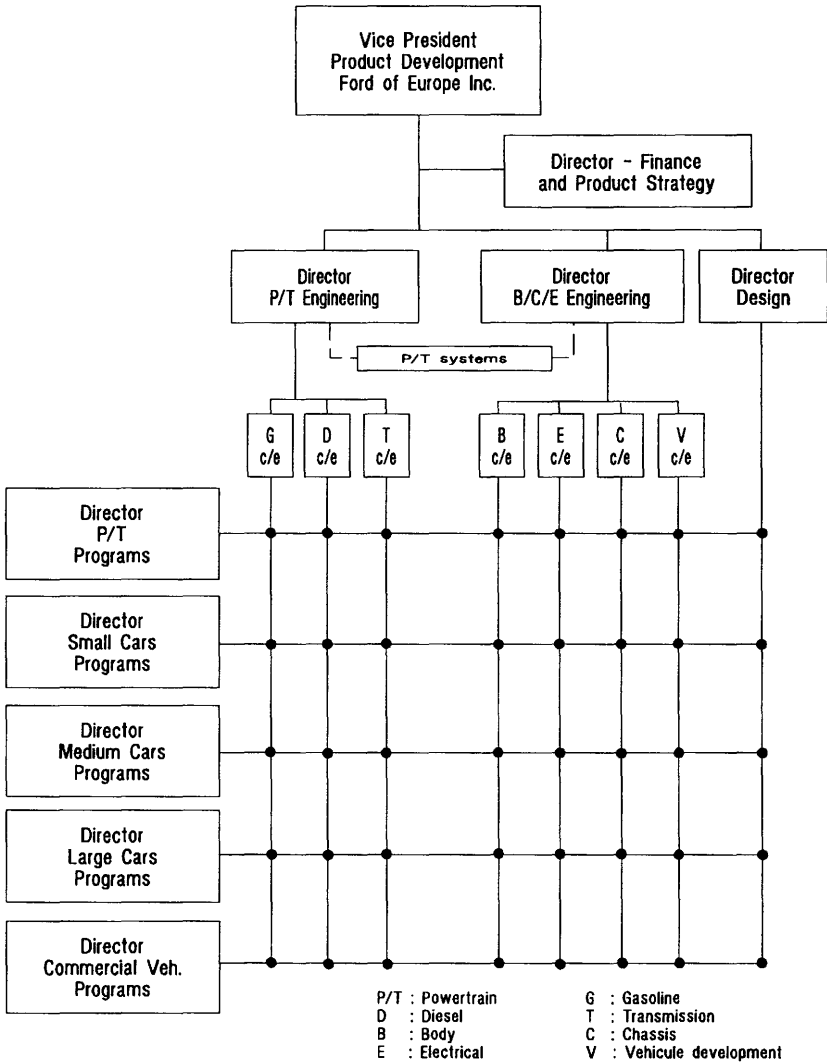 Vice President
Product Development
Ford of Europe Inc.
Director - Finance
and Product Strategy
Director
P/T Engineering
Director
B/C/E Engineering
Director
Design
P/T systems
G
c/e
D
c/e
T
c/e
B
c/e
E
c/e
C
c/e
V
c/e
Director
P/T
Programs
Director
Small Cars
Programs
Director
Medium Cars
Programs
Director
Large Cars
Programs
Director
Commercial Veh.
Programs
P/T : Powertrain
D : Diesel
B : Body
E : Electrical
G : Gasoline
T : Transmission
C : Chassis
V : Vehicule development